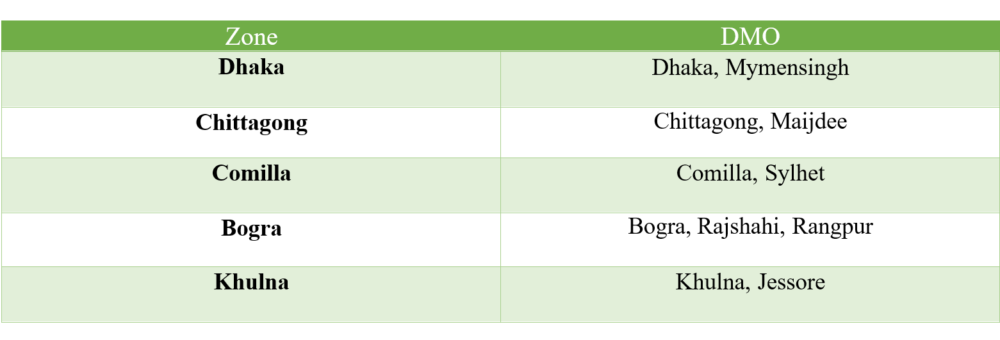 Zone DMO
Dhaka Dhaka, Mymensingh
Chittagong Chittagong, Maijdee
Comilla Comilla, Sylhet
Bogra Bogra, Rajshahi, Rangpur
Khulna Khulna, Jessore